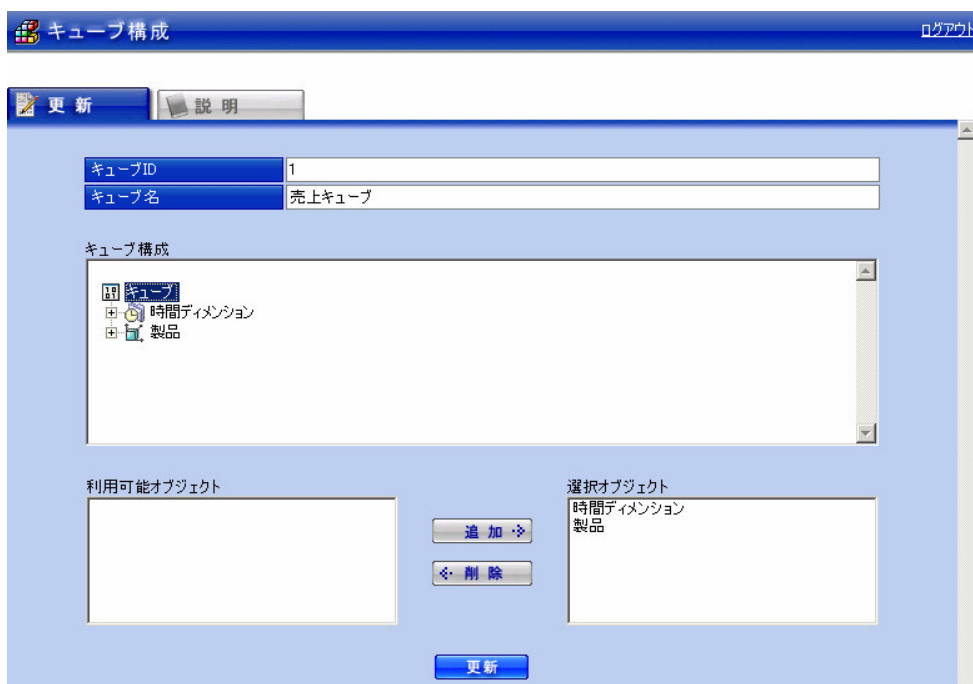 キューブ構成
ログアウト
更新
説明
キューブID
1
キューブ名
売上キューブ
キューブ構成
キューブ
時間ディメンション
製品
利用可能オブジェクト
選択オブジェクト
時間ディメンション
製品
追加
削除
更新